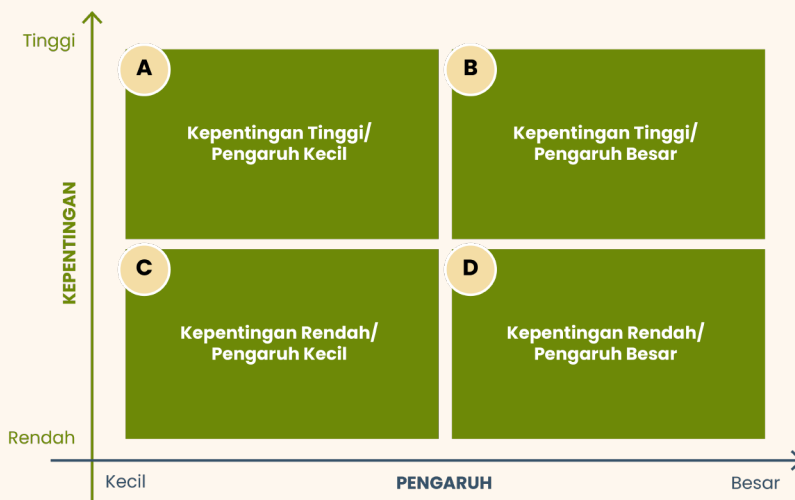 Tinggi
A
B
Kepentingan Tinggi/
Pengaruh Kecil
Kepentingan Tinggi/
Pengaruh Besar
KEPENTINGAN
C
D
Kepentingan Rendah/
Pengaruh Kecil
Kepentingan Rendah/
Pengaruh Besar
Rendah
Kecil
PENGARUH
Besar